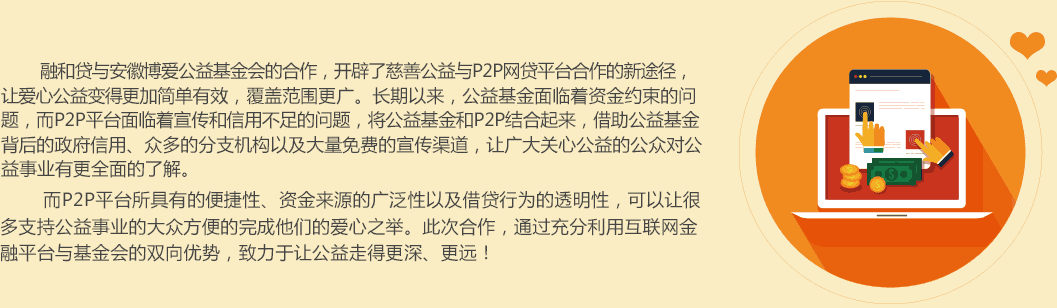 融和贷与安徽博爱公益基金会的合作，开辟了慈善公益与P2P网贷平台合作的新途径，
让爱心公益变得更加简单有效，覆盖范围更广。长期以来，公益基金面临着资金约束的问
题，而P2P平台面临着宣传和信用不足的问题，将公益基金和P2P结合起来，借助公益基金
背后的政府信用、众多的分支机构以及大量免费的宣传渠道，让广大关心公益的公众对公
益事业有更全面的了解。
而P2P平台所具有的便捷性、资金来源的广泛性以及借贷行为的透明性，可以让很
多支持公益事业的大众方便的完成他们的爱心之举。此次合作，通过充分利用互联网金
融平台与基金会的双向优势，致力于让公益走得更深、更远！